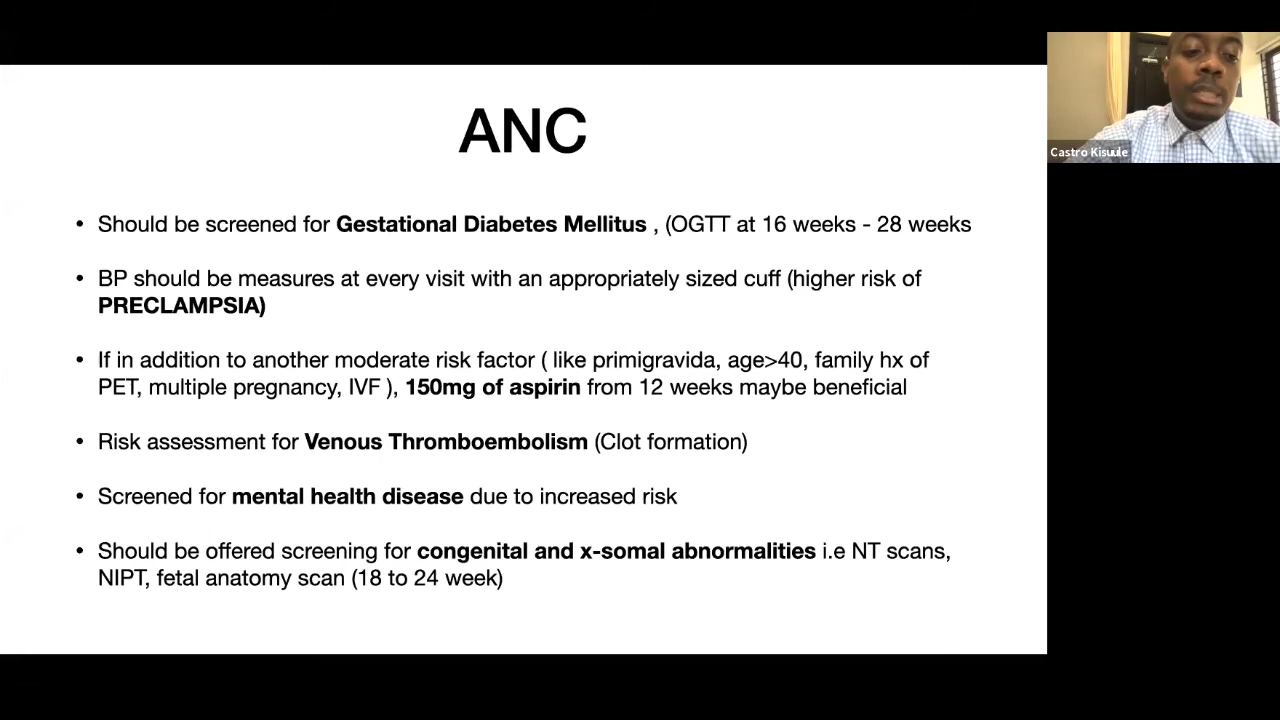 ANC
• Should be screened for Gestational Diabetes Mellitus , (OGTT at 16 weeks - 28 weeks
• BP should be measures at every visit with an appropriately sized cuff (higher risk of
PRECLAMPSIA)
• If in addition to another moderate risk factor ( like primigravida, age>40, family hx of
PET, multiple pregnancy, IVF ), 150mg of aspirin from 12 weeks maybe beneficial
• Risk assessment for Venous Thromboembolism (Clot formation)
• Screened for mental health disease due to increased risk
• Should be offered screening for congenital and x-somal abnormalities i.e NT scans,
NIPT, fetal anatomy scan (18 to 24 week)
Castro Kisuule